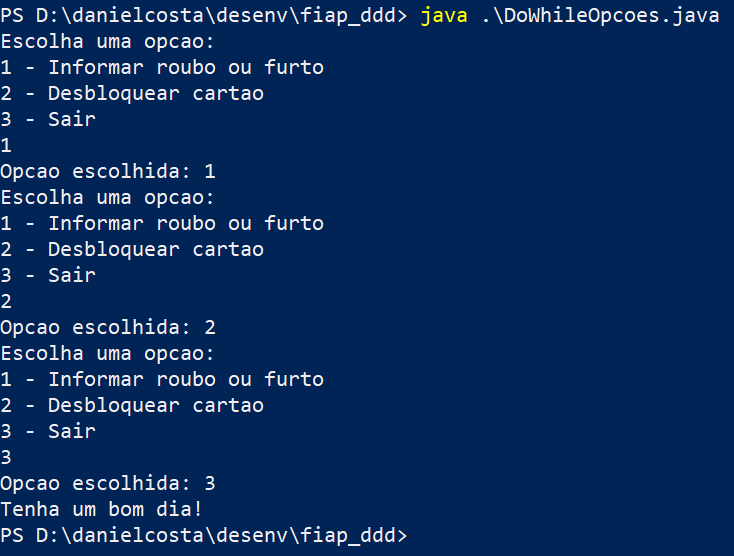 PS D:\danielcosta\desenv\fiap_ddd> java .\DoWhileOpcoes.java
Escolha uma opcao:
1 - Informar roubo ou furto
2 - Desbloquear cartao
3 - Sair
1
Opcao escolhida: 1
Escolha uma opcao:
1 - Informar roubo ou furto
2 - Desbloquear cartao
3 - Sair
2
Opcao escolhida: 2
Escolha uma opcao:
1 - Informar roubo ou furto
2 - Desbloquear cartao
3 - Sair
3
Opcao escolhida: 3
Tenha um bom dia!
PS D:\danielcosta\desenv\fiap_ddd>